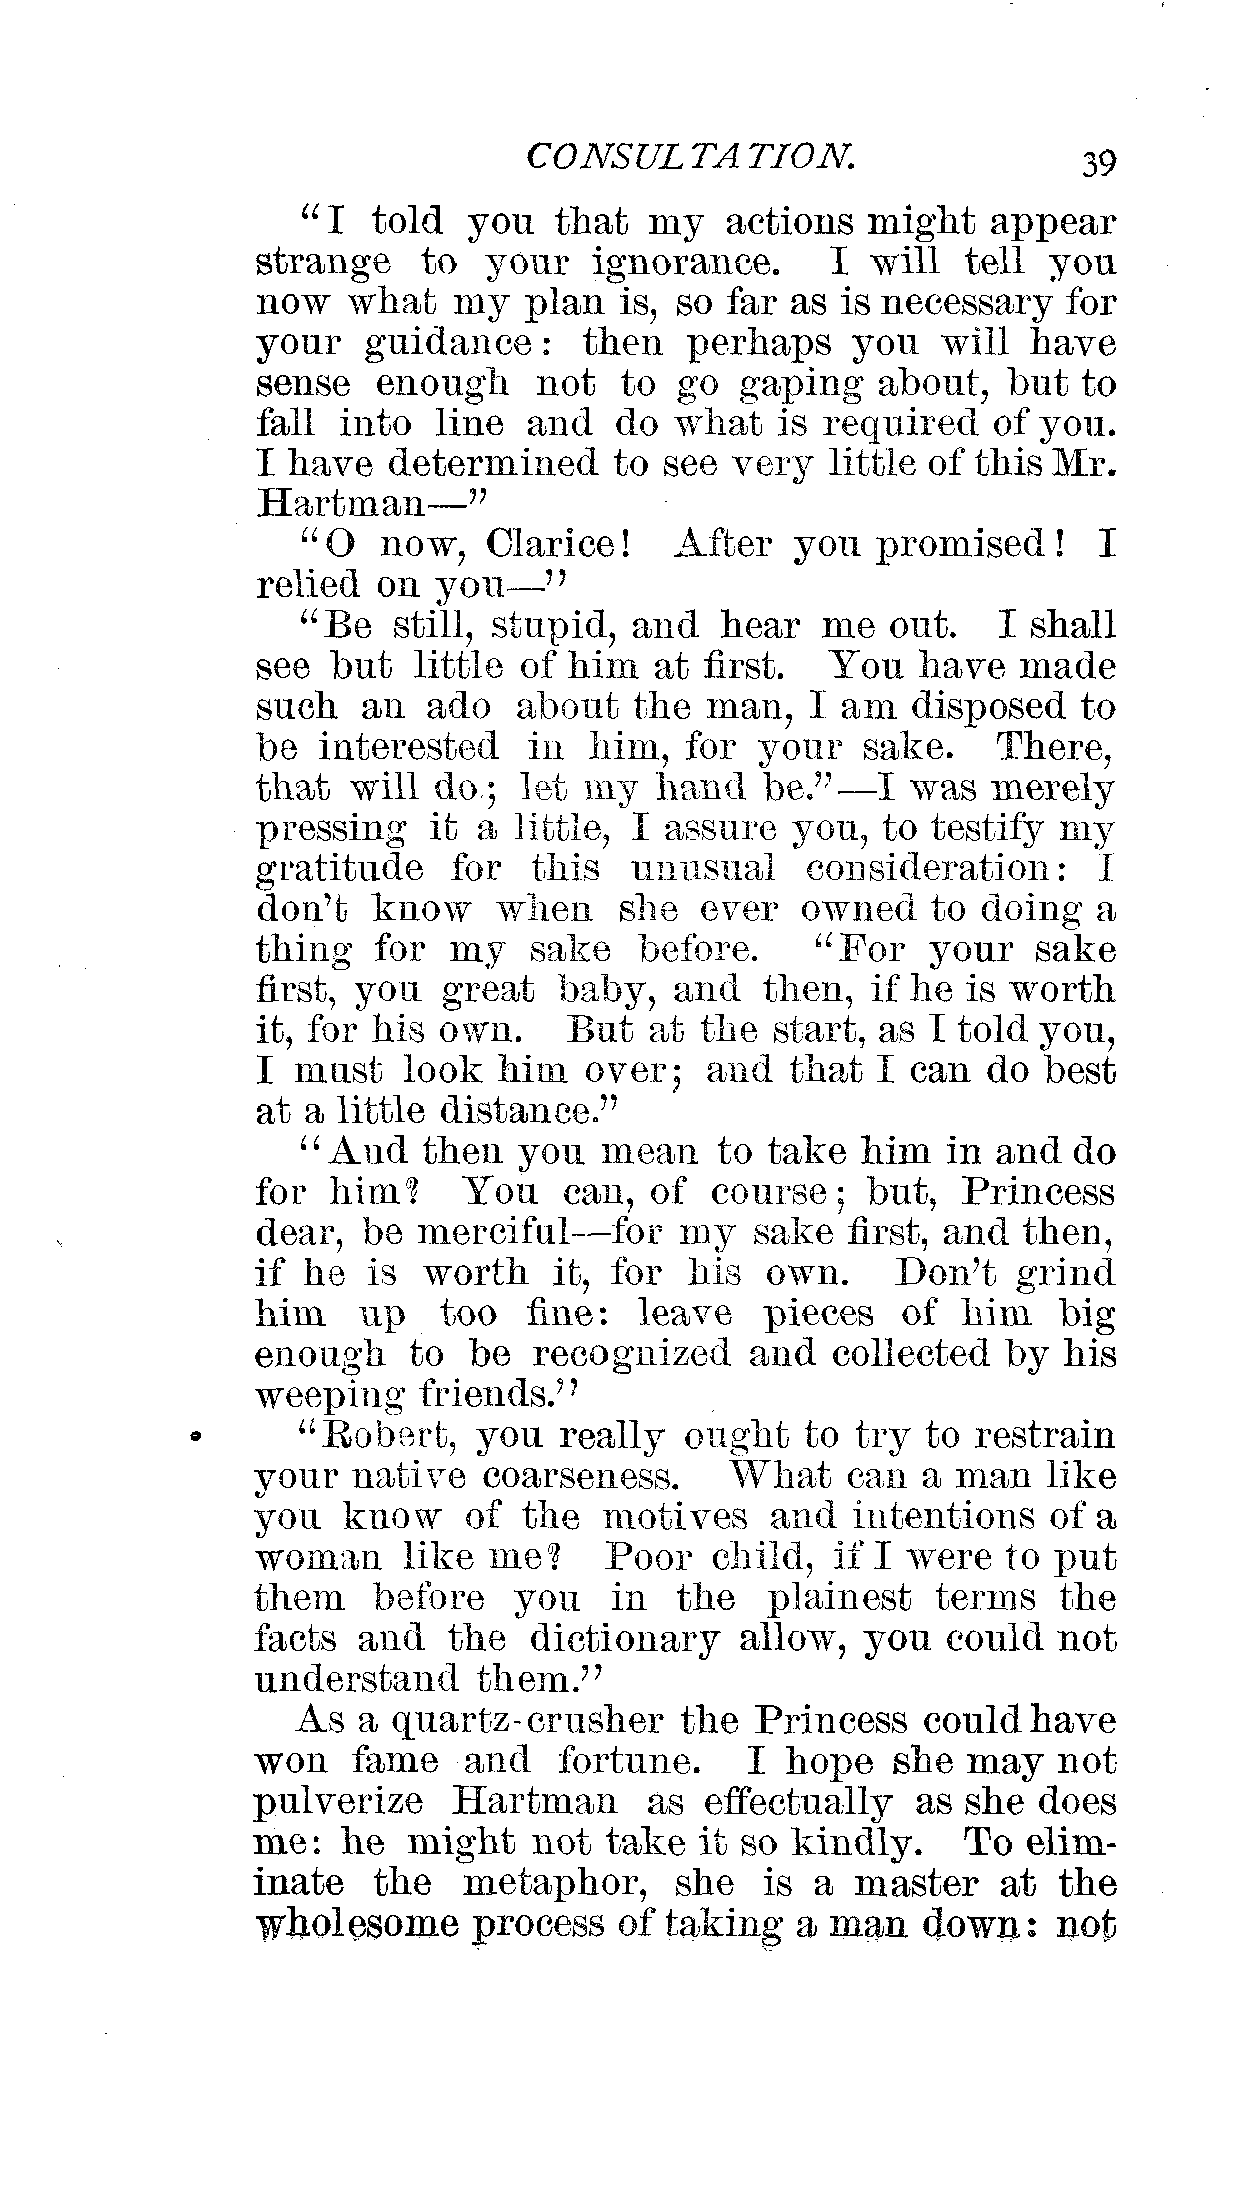 CONSULTATION. 39
"I told you that my actions might appear
strange to your ignorance. I will tell you
now what my plan is, so far as is necessary for
your guidance: then perhaps you will have
sense enough not to go gaping about, but to
fall into line and do what is required of you.
I have determined to see very little of this Mr.
Hartman—"
"O now, Clarice! After you promised! I
relied on you—"
"Be still, stupid, and hear me out. I shall
see but little of him at first. You have made
such an ado about the man, I am disposed to
be interested in him, for your sake. There,
that will do; let my hand be."—I was merely
pressing it a little, I assure you, to testify my
gratitude for this unusual consideration: I
don't know when she ever owned to doing a
thing for my sake before. "For your sake
first, you great baby, and then, if he is worth
it, for his own. But at the start, as I told you,
I must look him over; and that I can do best
at a little distance."
"And then you mean to take him in and do
for him? You can, of course; but, Princess
dear, be merciful—for my sake first, and then,
if he is worth it, for his own. Don't grind
him up too fine: leave pieces of him big
enough to be recognized and collected by his
weeping friends."
"Robert, you really ought to try to restrain
your native coarseness. What can a man like
you know of the motives and intentions of a
woman like me? Poor child, if I were to put
them before you in the plainest terms the
facts and the dictionary allow, you could not
understand them."
As a quartz-crusher the Princess could have
won fame and fortune. I hope she may not
pulverize Hartman as effectually as she does
me: he might not take it so kindly. To elim-
inate the metaphor, she is a master at the
wholesome process of taking a man down: not